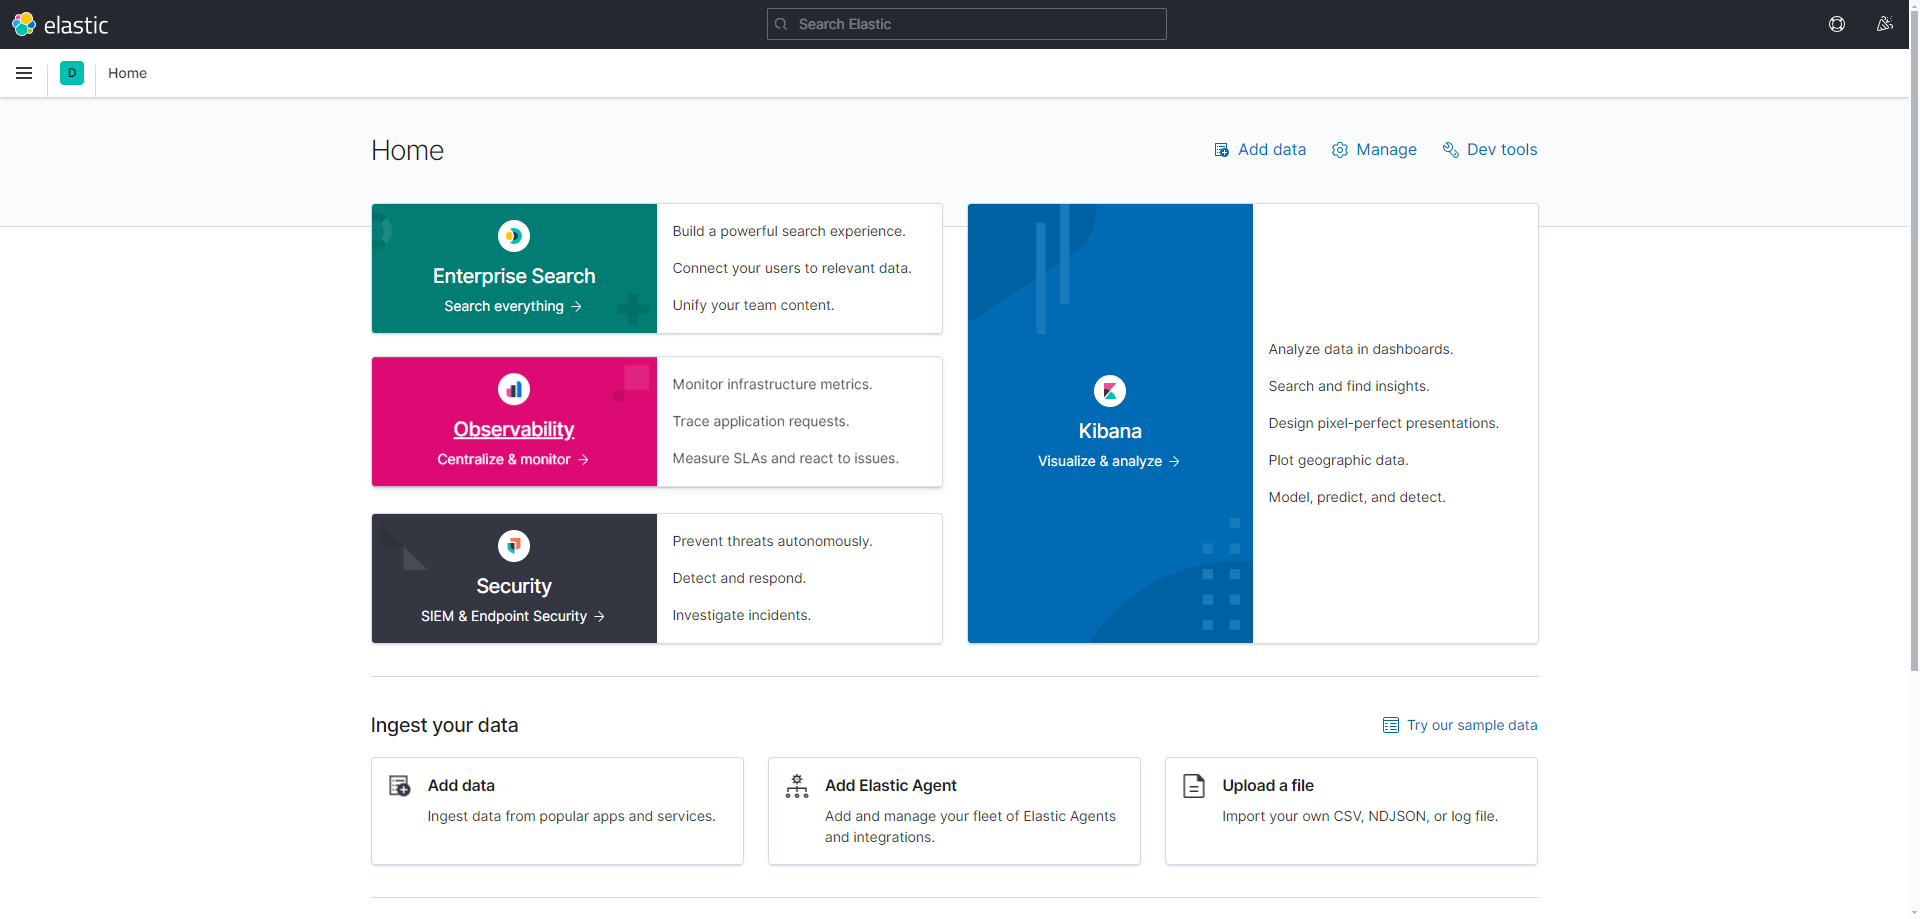 elastic
Search Elastic
D
Home
Home
Add data
Manage
Dev tools
Enterprise Search
Search everything →
Build a powerful search experience.
Connect your users to relevant data.
Unify your team content.
Observability
Centralize & monitor →
Monitor infrastructure metrics.
Trace application requests.
Measure SLAs and react to issues.
Security
SIEM & Endpoint Security →
Prevent threats autonomously.
Detect and respond.
Investigate incidents.
Kibana
Visualize & analyze →
Analyze data in dashboards.
Search and find insights.
Design pixel-perfect presentations.
Plot geographic data.
Model, predict, and detect.
Ingest your data
Try our sample data
Add data
Ingest data from popular apps and services.
Add Elastic Agent
Add and manage your fleet of Elastic Agents
and integrations.
Upload a file
Import your own CSV, NDJSON, or log file.